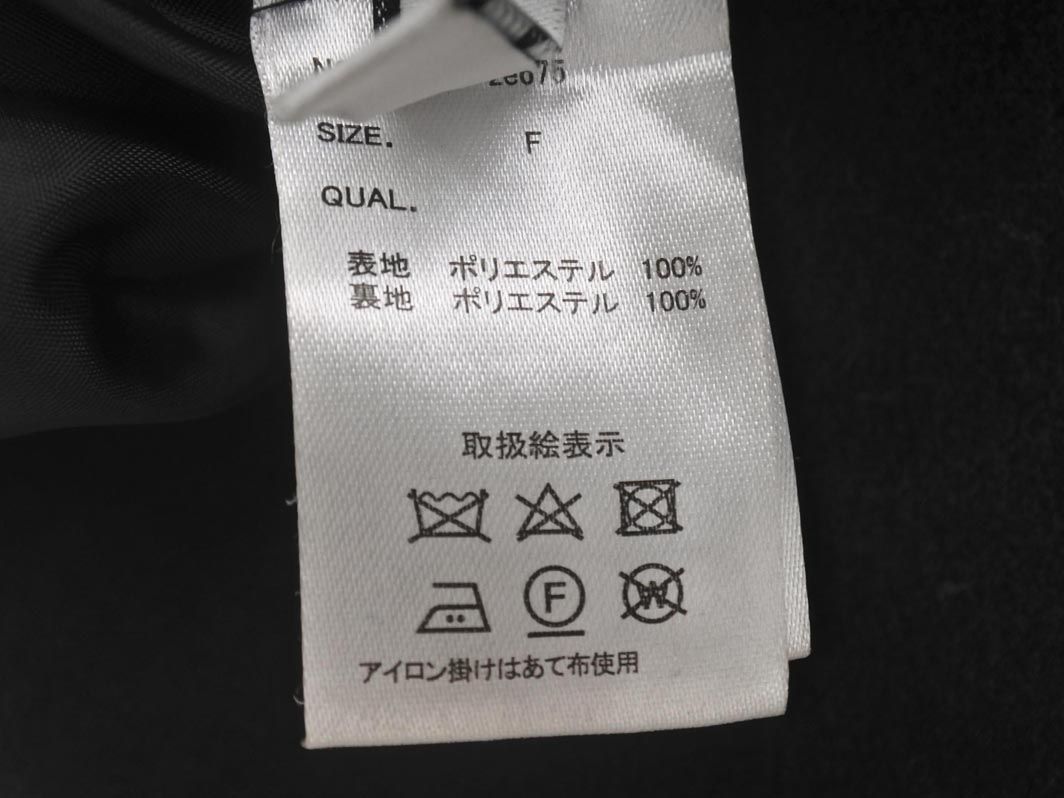 SIZE. F
QUAL.
表地 ポリエステル 100%
裏地 ポリエステル 100%
取扱絵表示
F W
アイロン掛けはあて布使用